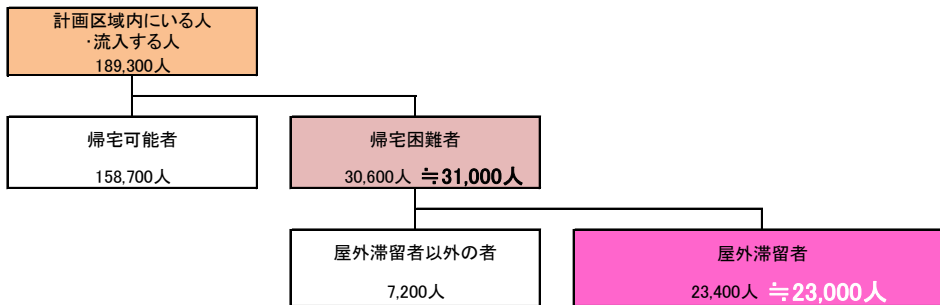 計画区域内にいる人
・流入する人
189,300人
帰宅可能者
158,700人
帰宅困難者
30,600人 ≒31,000人
屋外滞留者以外の者
7,200人
屋外滞留者
23,400人 ≒23,000人